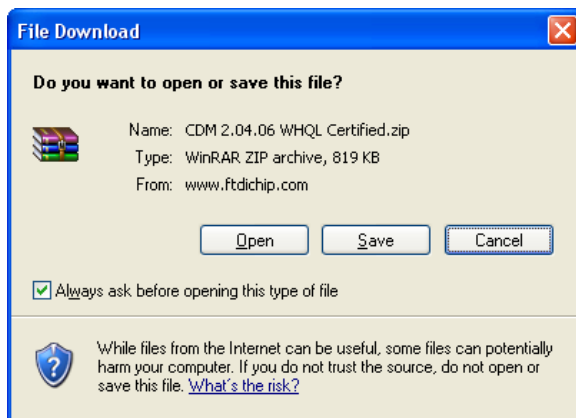 File Download
Do you want to open or save this file?
Name: CDM 2.04.06 WHQL Certified.zip
Type: WinRAR ZIP archive, 819 KB
From: www.ftdichip.com
Open Save Cancel
Always ask before opening this type of file
While files from the Internet can be useful, some files can potentially
harm your computer. If you do not trust the source, do not open or
save this file. What's the risk?